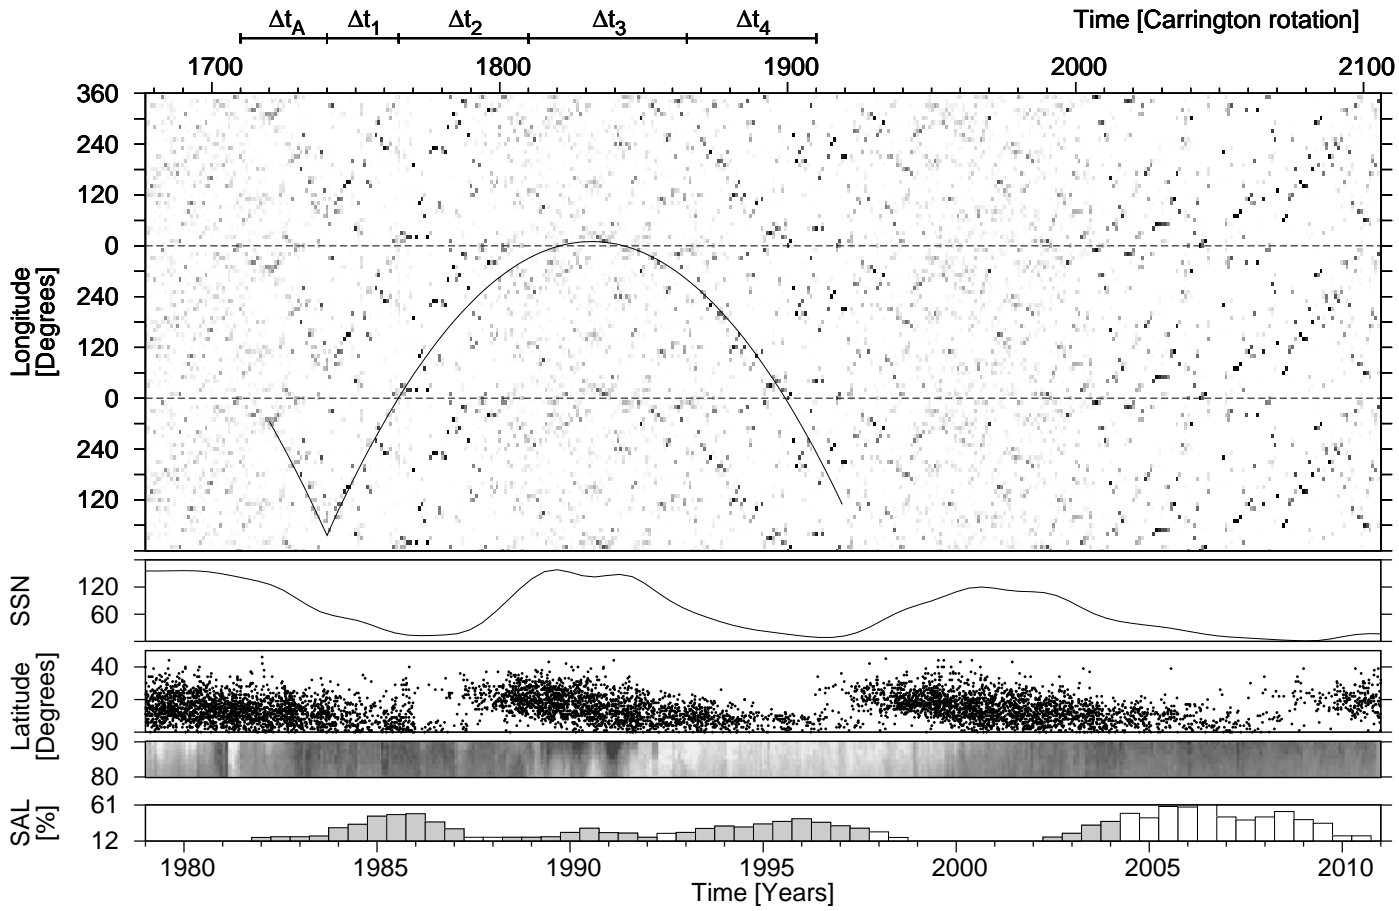 Δt_A Δt_1 Δt_2 Δt_3 Δt_4 Time [Carrington rotation]
1700 1800 1900 2000 2100
360
240
120
0
240
120
0
240
120
Longitude
[Degrees]
SSN
120
60
Latitude
[Degrees]
40
20
90
80
SAL
[%]
61
12
1980 1985 1990 1995 2000 2005 2010
Time [Years]